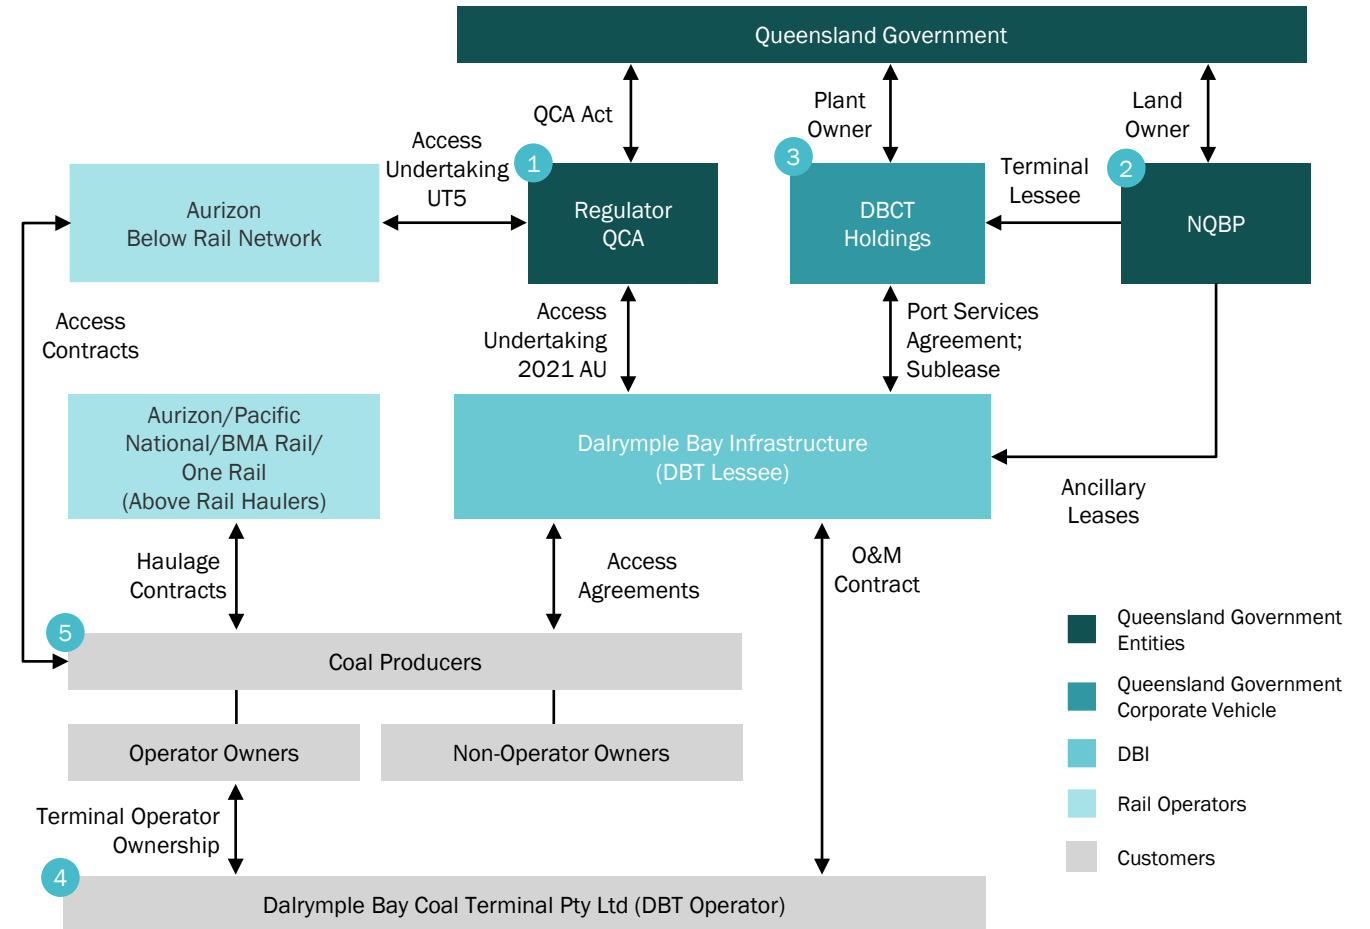 Queensland Government
QCA Act
Plant
Owner
Land
Owner
Access
Undertaking
UT5
1
3
Terminal
Lessee
2
Aurizon
Below Rail Network
Regulator
QCA
DBCT
Holdings
NQBP
Access
Contracts
Access
Undertaking
2021 AU
Port Services
Agreement;
Sublease
Aurizon/Pacific
National/BMA Rail/
One Rail
(Above Rail Haulers)
Dalrymple Bay Infrastructure
(DBT Lessee)
Ancillary
Leases
Haulage
Contracts
Access
Agreements
O&M
Contract
5
Coal Producers
Operator Owners
Non-Operator Owners
Terminal Operator
Ownership
4
Dalrymple Bay Coal Terminal Pty Ltd (DBT Operator)
Queensland Government
Entities
Queensland Government
Corporate Vehicle
DBI
Rail Operators
Customers